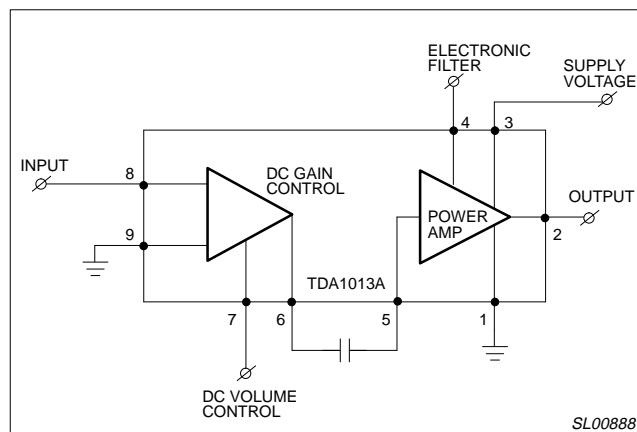 ELECTRONIC
FILTER
SUPPLY
VOLTAGE
4
3
INPUT
8
DC GAIN
CONTROL
OUTPUT
POWER
AMP
2
9
TDA1013A
7
6
5
1
DC VOLUME
CONTROL
SL00888